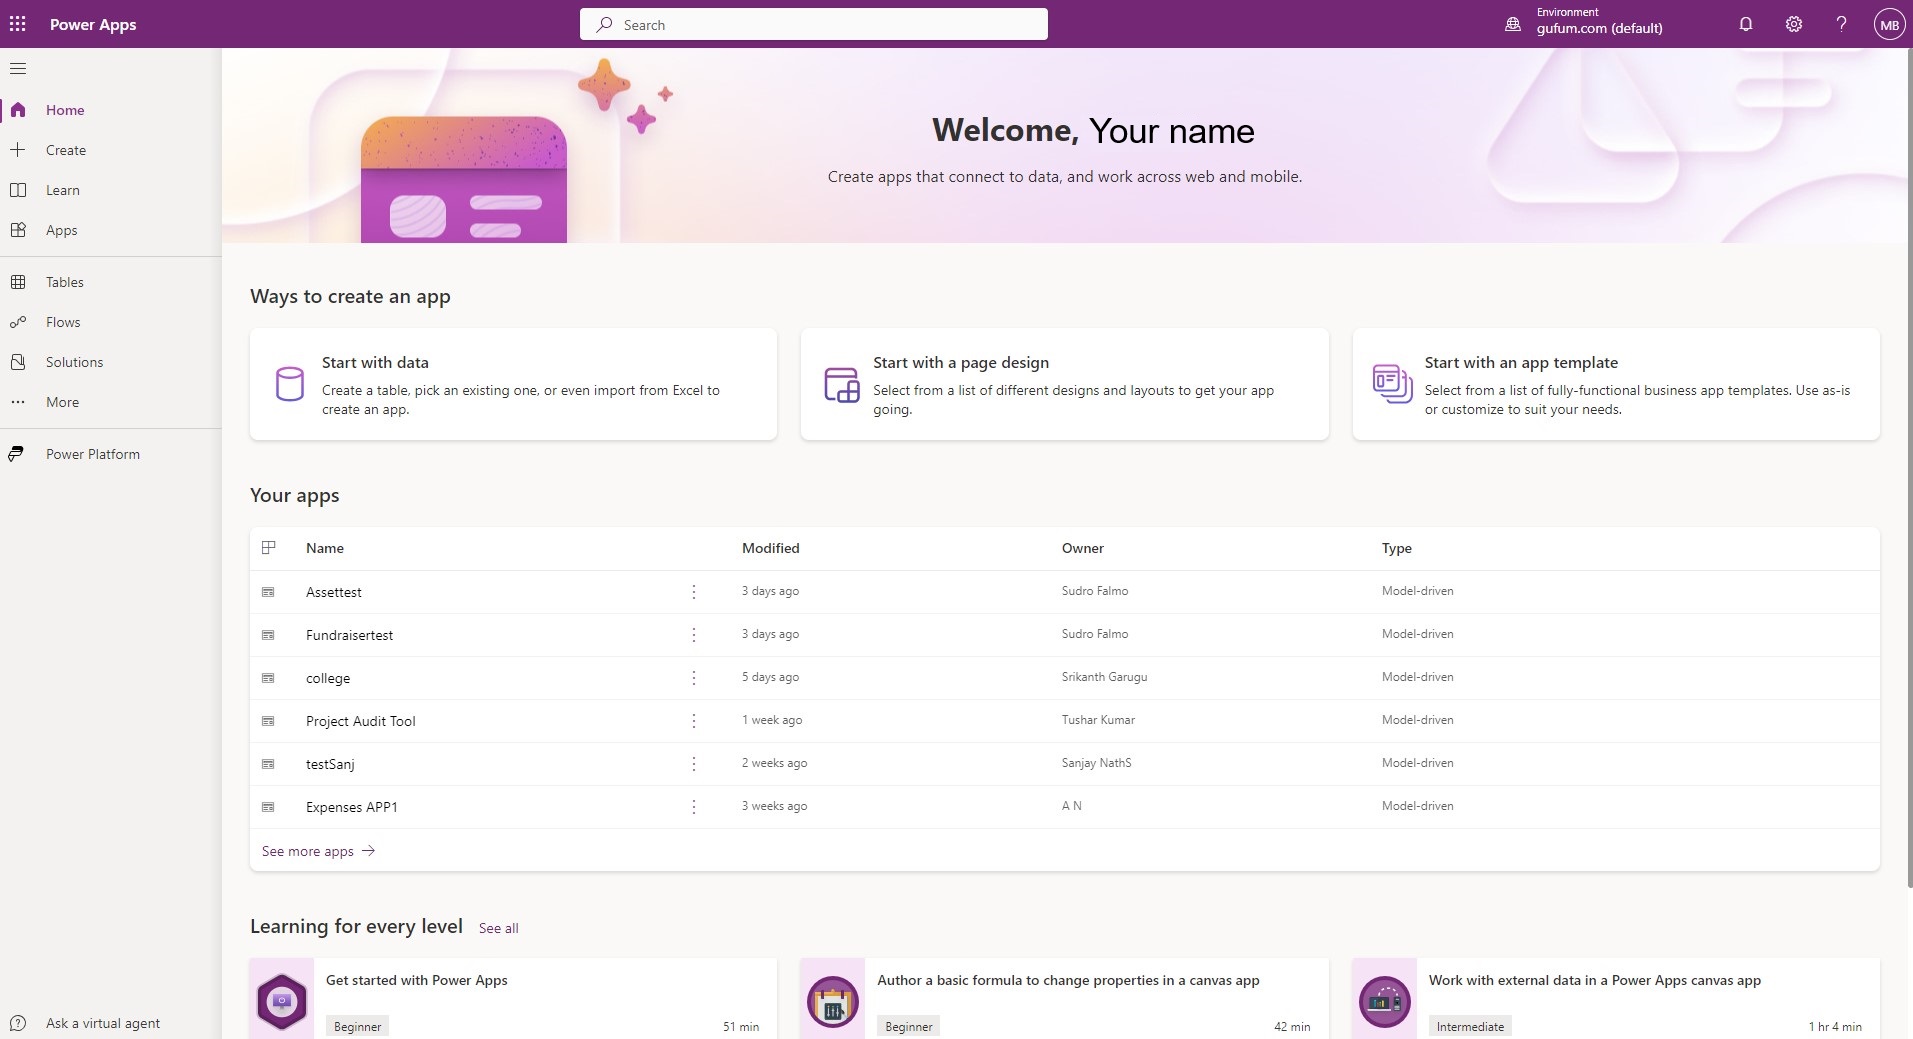 Power Apps
Search
Environment
gufum.com (default)
MB
Home
Create
Learn
Apps
Tables
Flows
Solutions
More
Power Platform
Ask a virtual agent
Welcome, Your name
Create apps that connect to data, and work across web and mobile.
Ways to create an app
Start with data
Create a table, pick an existing one, or even import from Excel to
create an app.
Start with a page design
Select from a list of different designs and layouts to get your app
going.
Start with an app template
Select from a list of fully-functional business app templates. Use as-is
or customize to suit your needs.
Your apps
Name Modified Owner Type
Assettest 3 days ago Sudro Falmo Model-driven
Fundraisertest 3 days ago Sudro Falmo Model-driven
college 5 days ago Srikanth Garugu Model-driven
Project Audit Tool 1 week ago Tushar Kumar Model-driven
testSanj 2 weeks ago Sanjay NathS Model-driven
Expenses APP1 3 weeks ago A N Model-driven
See more apps
Learning for every level See all
Get started with Power Apps
Beginner 51 min
Author a basic formula to change properties in a canvas app
Beginner 42 min
Work with external data in a Power Apps canvas app
Intermediate 1 hr 4 min